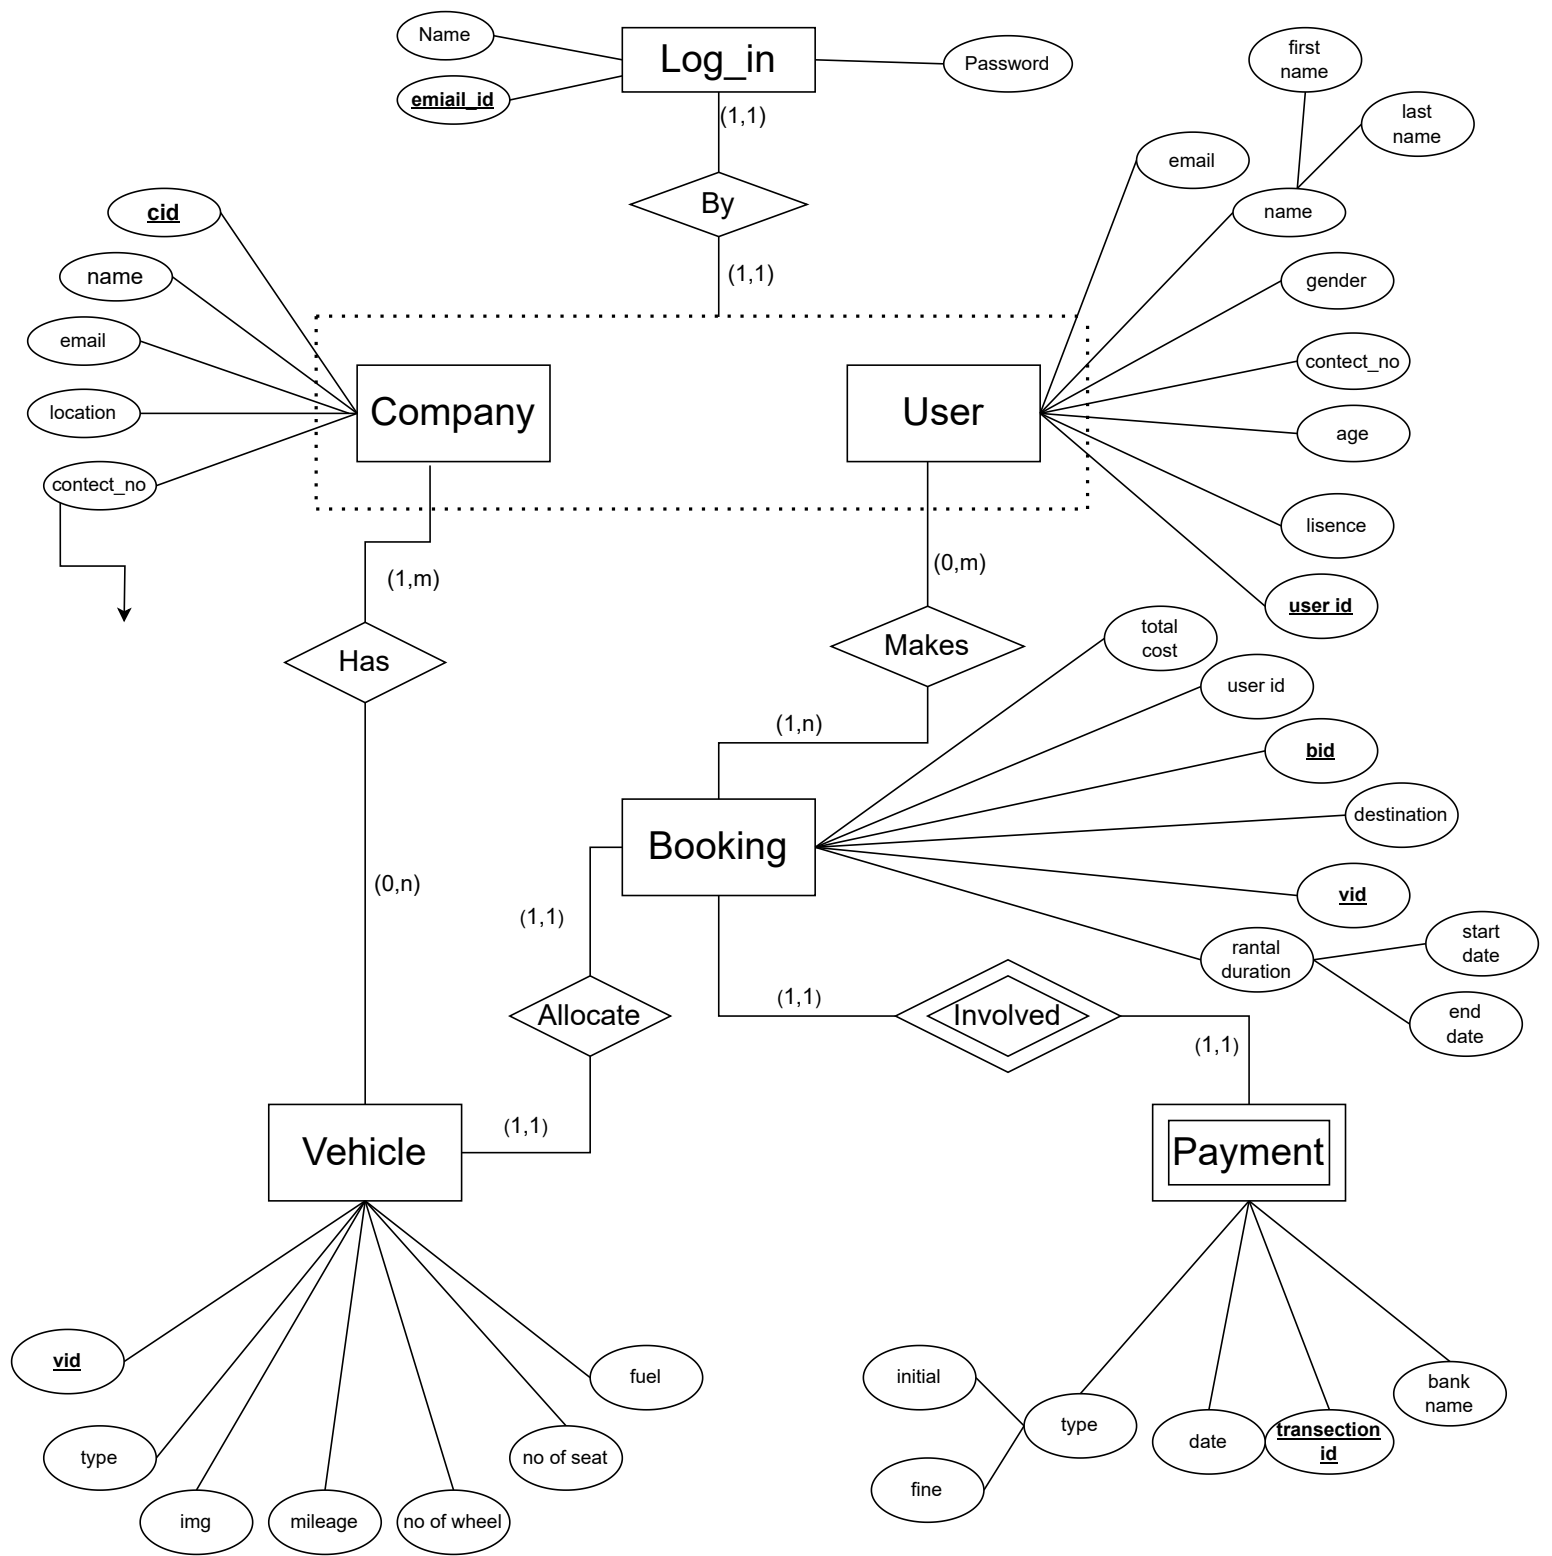 Name
Log_in
Password
emiail_id
(1,1)
first
name
last
name
email
By
cid
name
(1,1)
name
gender
email
contect_no
location
Company
User
age
contect_no
lisence
(1,m)
(0,m)
user id
Has
Makes
total
cost
user id
(1,n)
bid
destination
Booking
(0,n)
vid
(1,1)
rantal
duration
start
date
end
date
(1,1)
Allocate
Involved
(1,1)
(1,1)
Vehicle
Payment
vid
fuel
type
no of seat
img
mileage
no of wheel
initial
type
fine
date
transection
id
bank
name